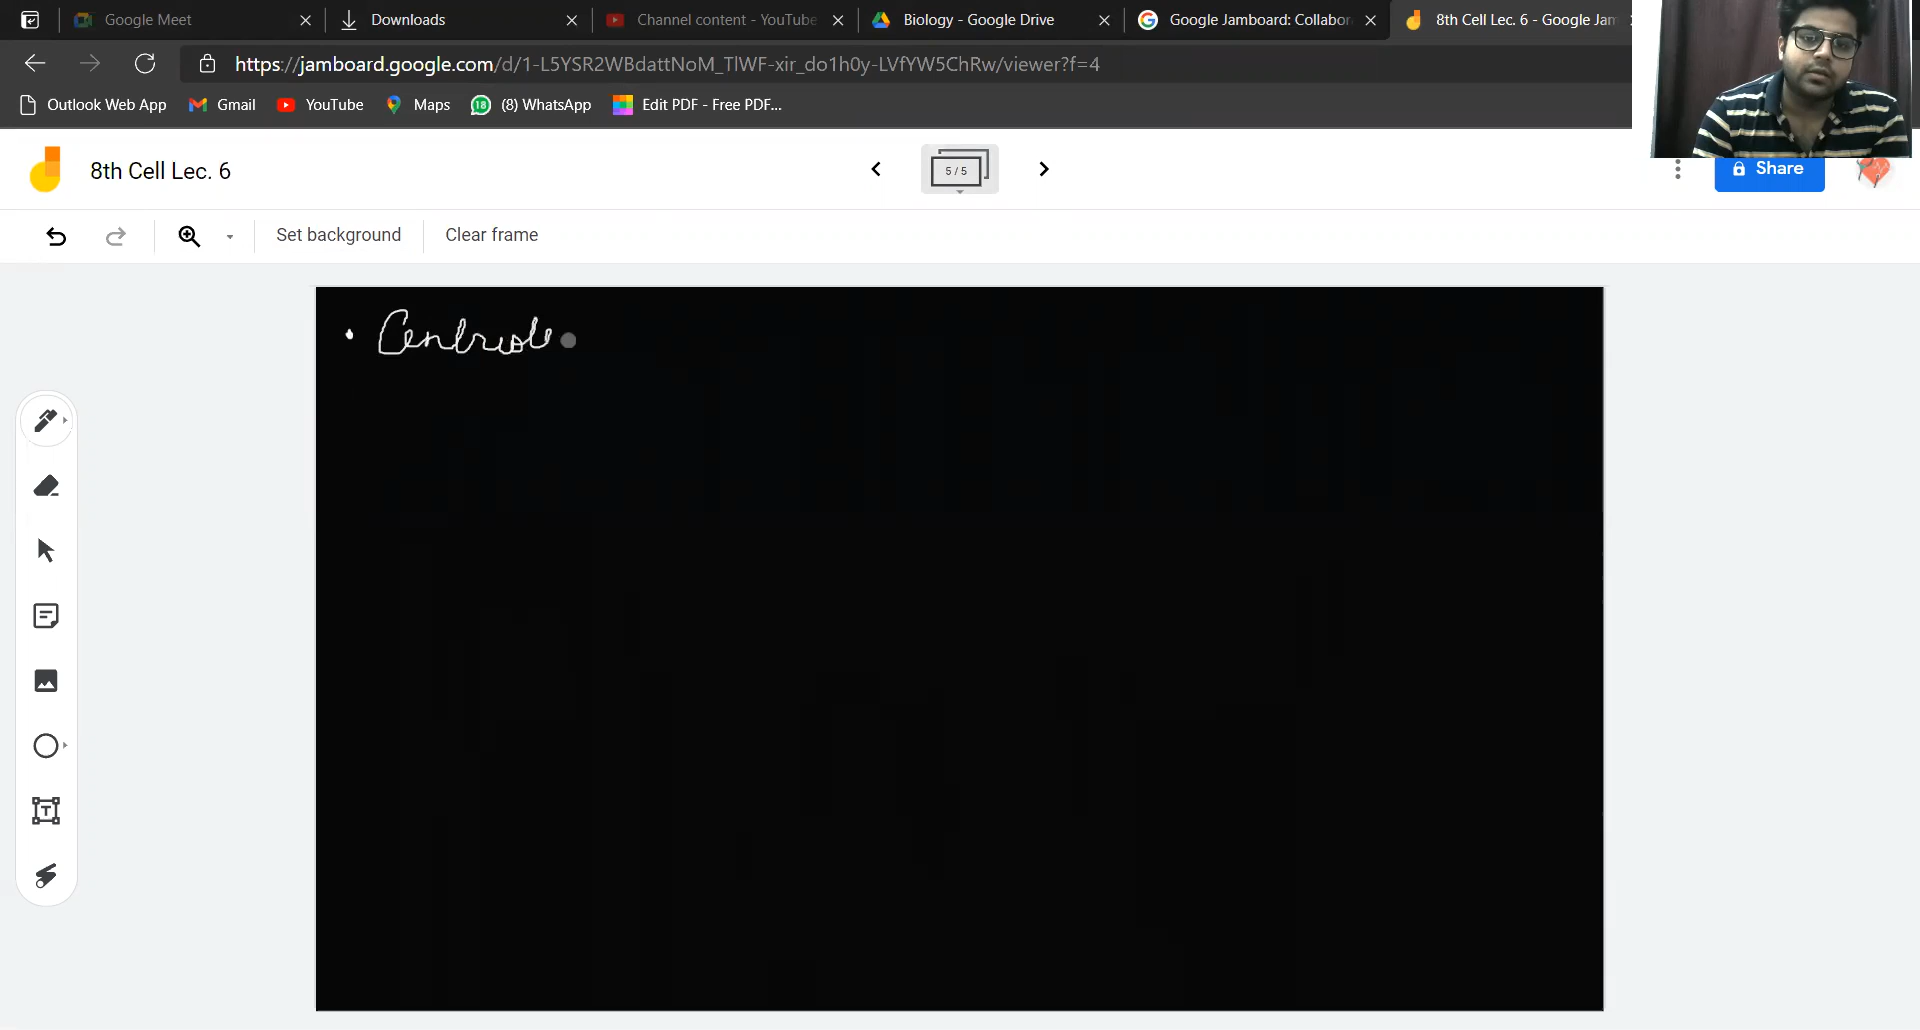 Google Meet
Downloads
Channel content - YouTube
Biology - Google Drive
Google Jamboard: Collabor
8th Cell Lec. 6 - Google Jam
https://jamboard.google.com/d/1-L5YSR2WBdattNoM_TlWF-xir_do1h0y-LVfYW5ChRw/viewer?f=4
Outlook Web App
Gmail
YouTube
Maps
18
(8) WhatsApp
Edit PDF - Free PDF...
8th Cell Lec. 6
5 / 5
Share
Set background
Clear frame
• Centriole